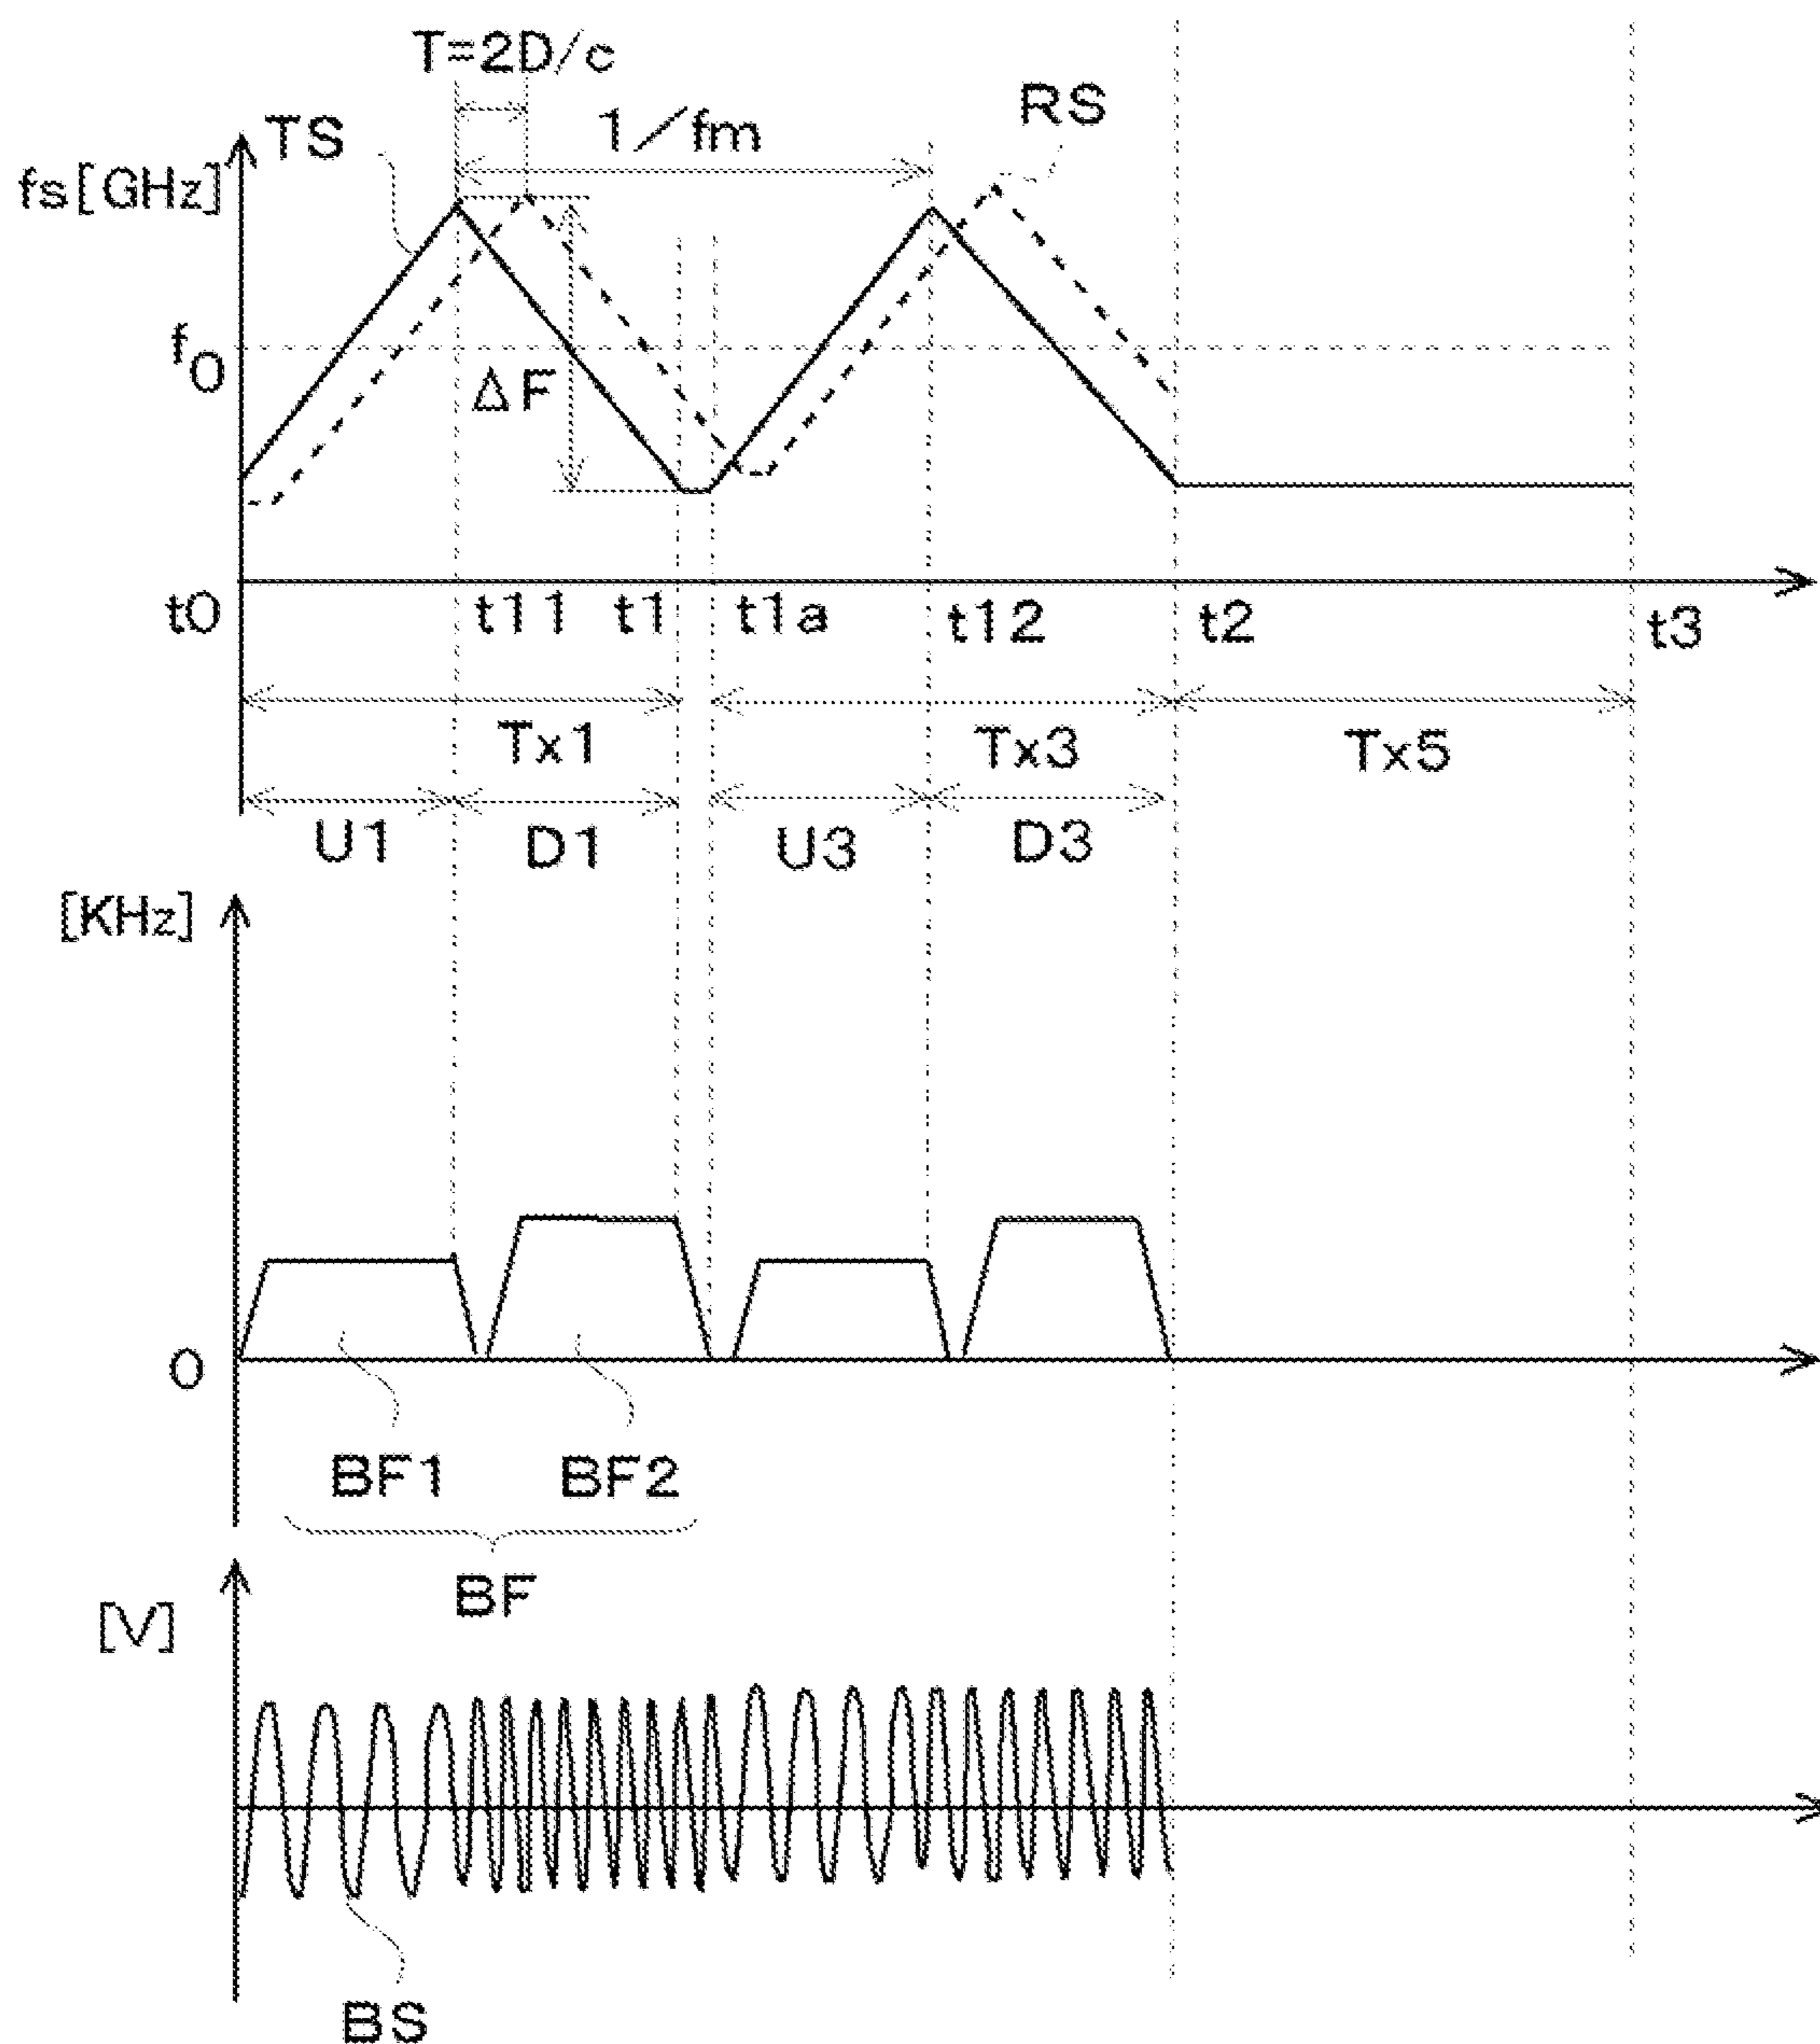 T=2D/c
TS
1/fm
RS
fs[GHz]
f0
ΔF
t0 t11 t1 t1a t12 t2 t3
Tx1 Tx3 Tx5
U1 D1 U3 D3
[KHz]
0
BF1 BF2
BF
[V]
BS